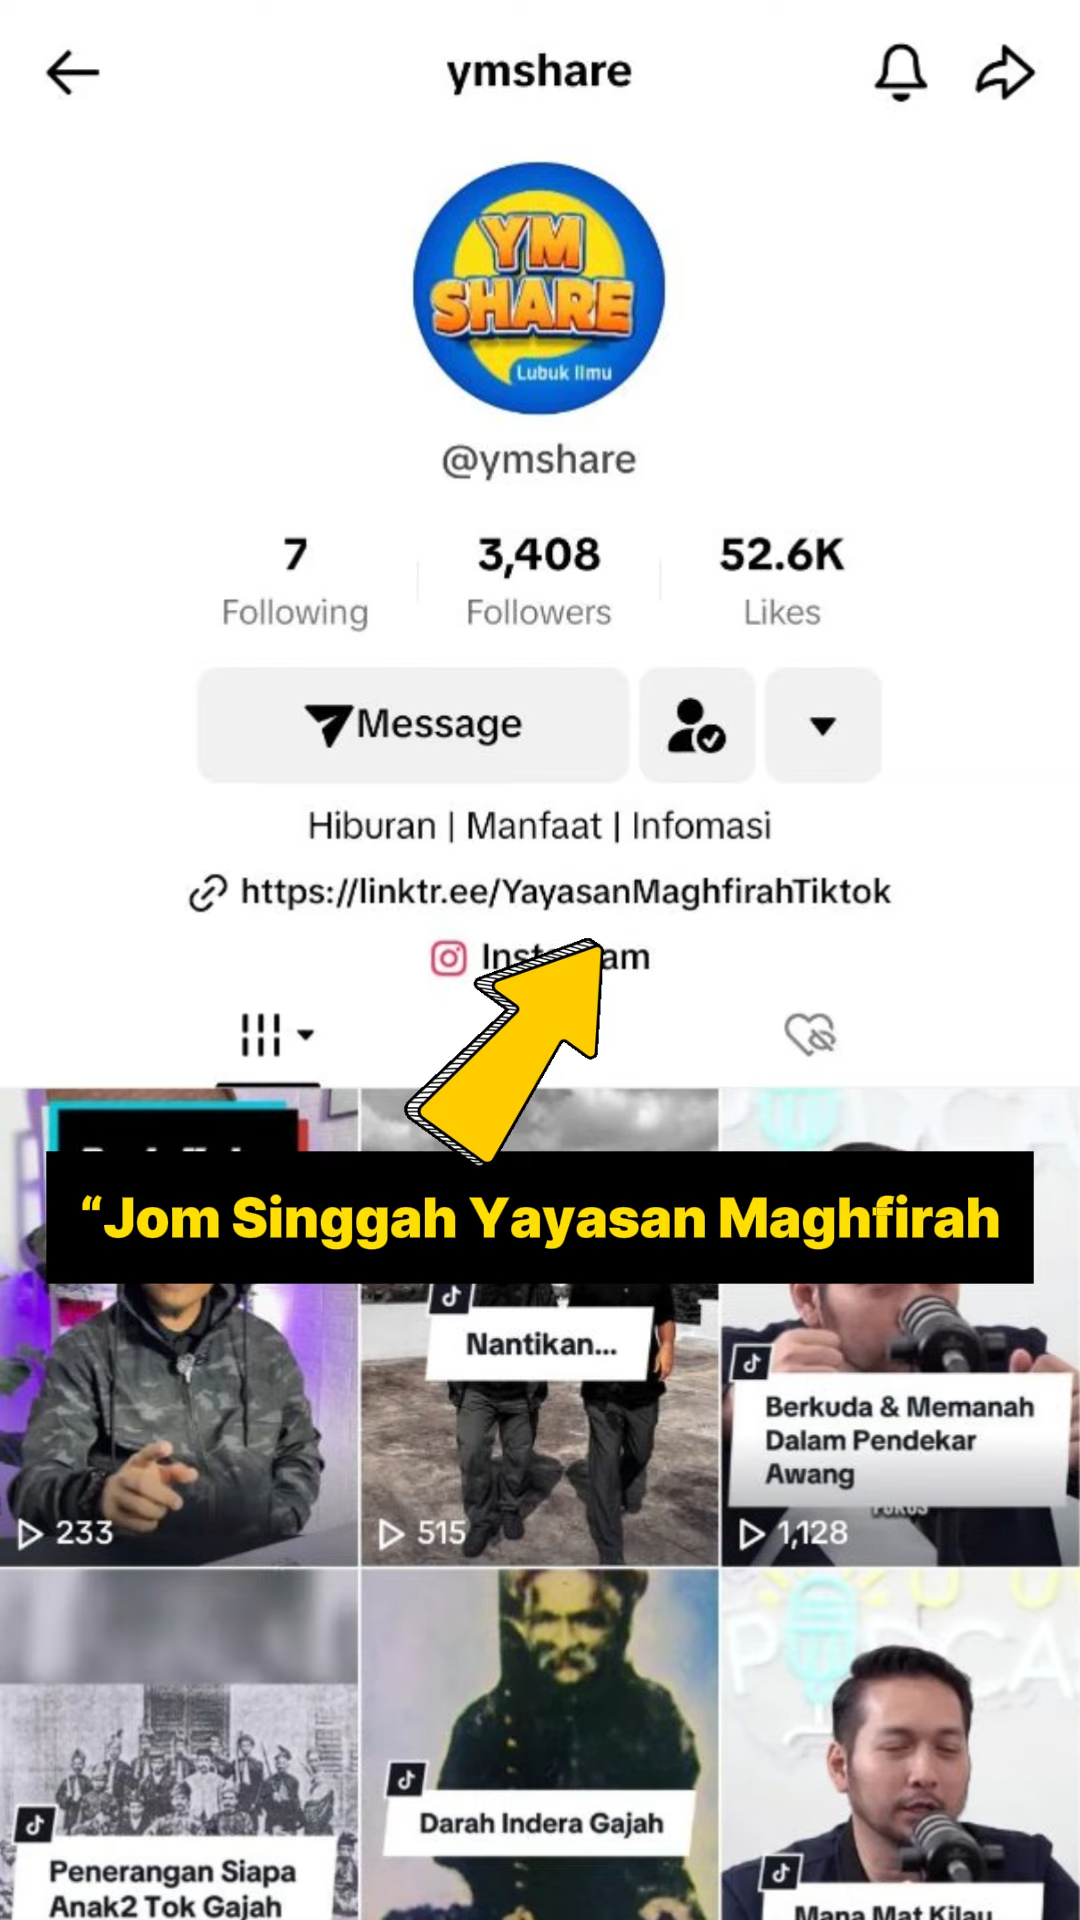 ymshare
YM
SHARE
Lubuk Ilmu
@ymshare
7
Following
3,408
Followers
52.6K
Likes
Message
Hiburan | Manfaat | Infomasi
https://linktr.ee/YayasanMaghfirahTiktok
“Jom Singgah Yayasan Maghfirah
233
Nantikan...
515
Berkuda & Memanah
Dalam Pendekar
Awang
FOKUS
1,128
Penerangan Siapa
Anak2 Tok Gajah
Darah Indera Gajah
Mana Mat Kilau